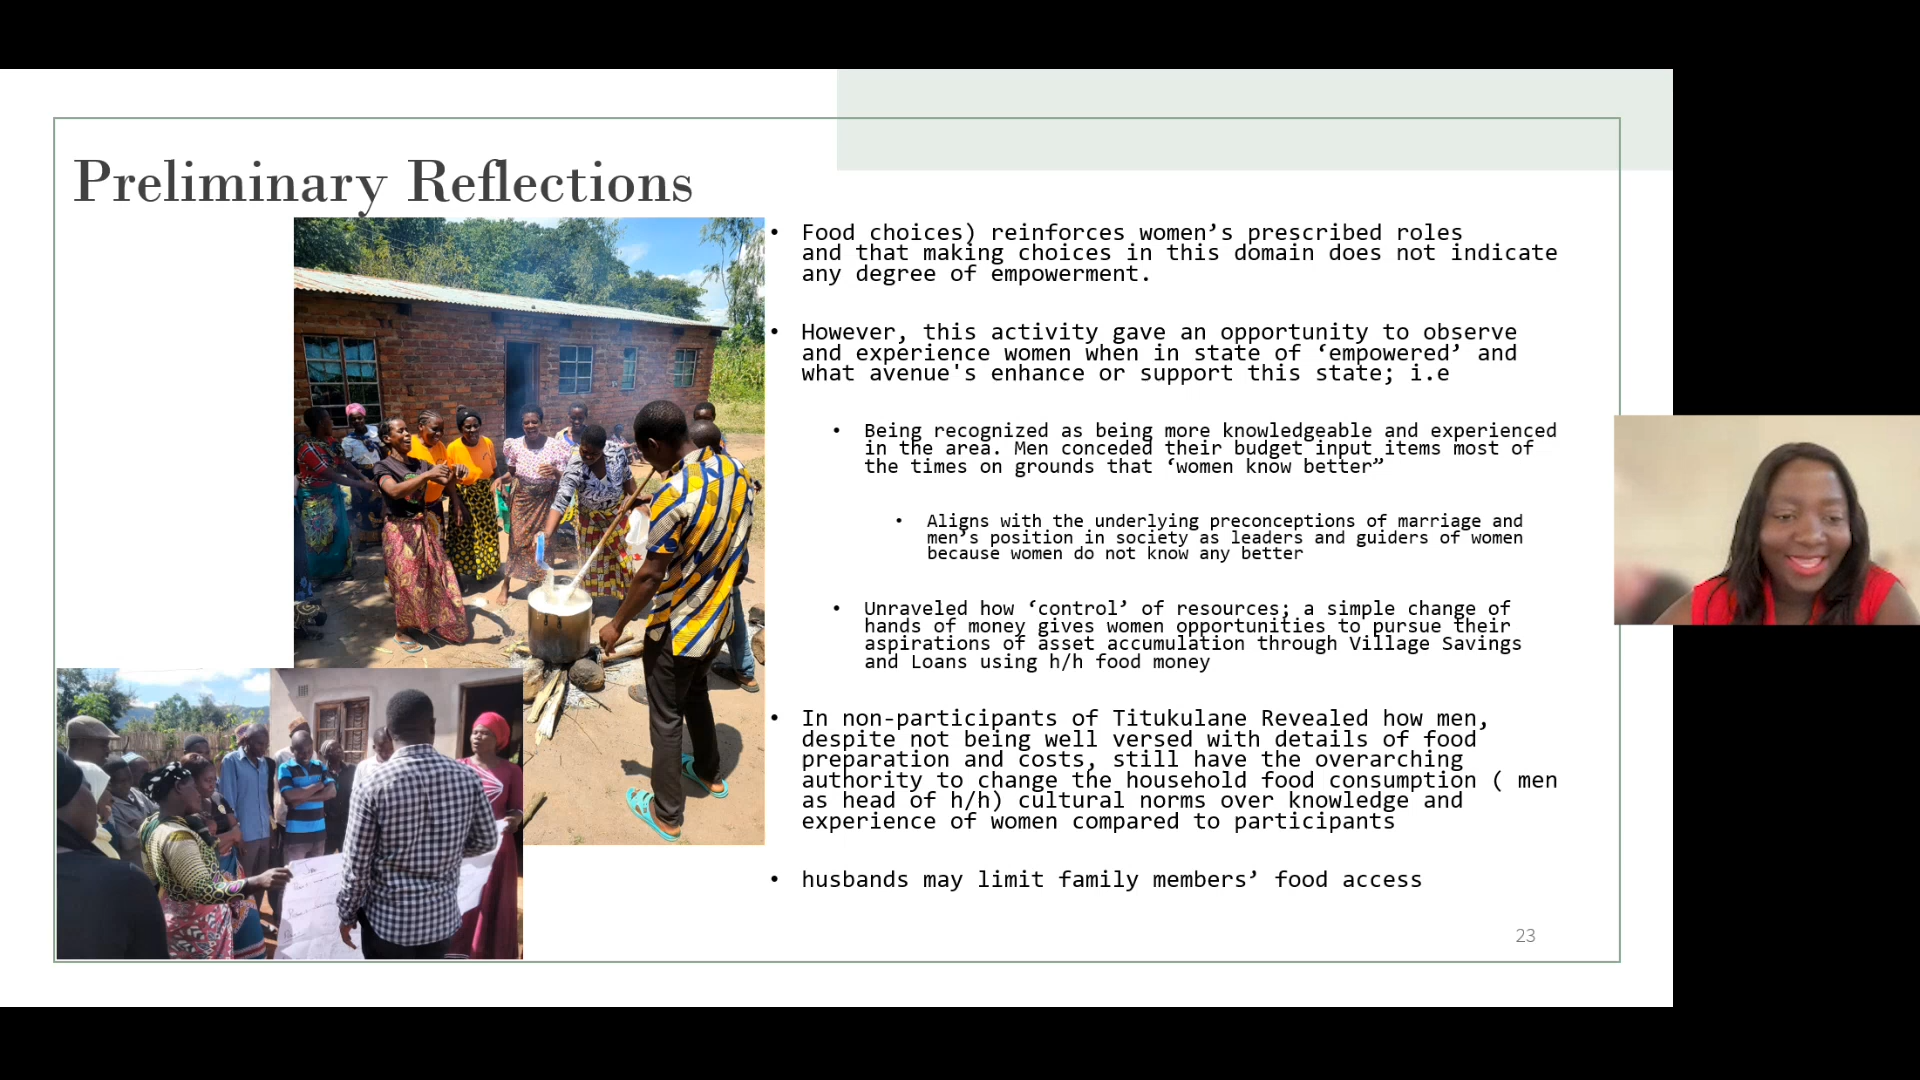 Preliminary Reflections
• Food choices) reinforces women’s prescribed roles
and that making choices in this domain does not indicate
any degree of empowerment.
• However, this activity gave an opportunity to observe
and experience women when in state of ‘empowered’ and
what avenue's enhance or support this state; i.e
• Being recognized as being more knowledgeable and experienced
in the area. Men conceded their budget input items most of
the times on grounds that ‘women know better”
• Aligns with the underlying preconceptions of marriage and
men’s position in society as leaders and guiders of women
because women do not know any better
• Unraveled how ‘control’ of resources; a simple change of
hands of money gives women opportunities to pursue their
aspirations of asset accumulation through Village Savings
and Loans using h/h food money
• In non-participants of Titukulane Revealed how men,
despite not being well versed with details of food
preparation and costs, still have the overarching
authority to change the household food consumption ( men
as head of h/h) cultural norms over knowledge and
experience of women compared to participants
• husbands may limit family members’ food access
23